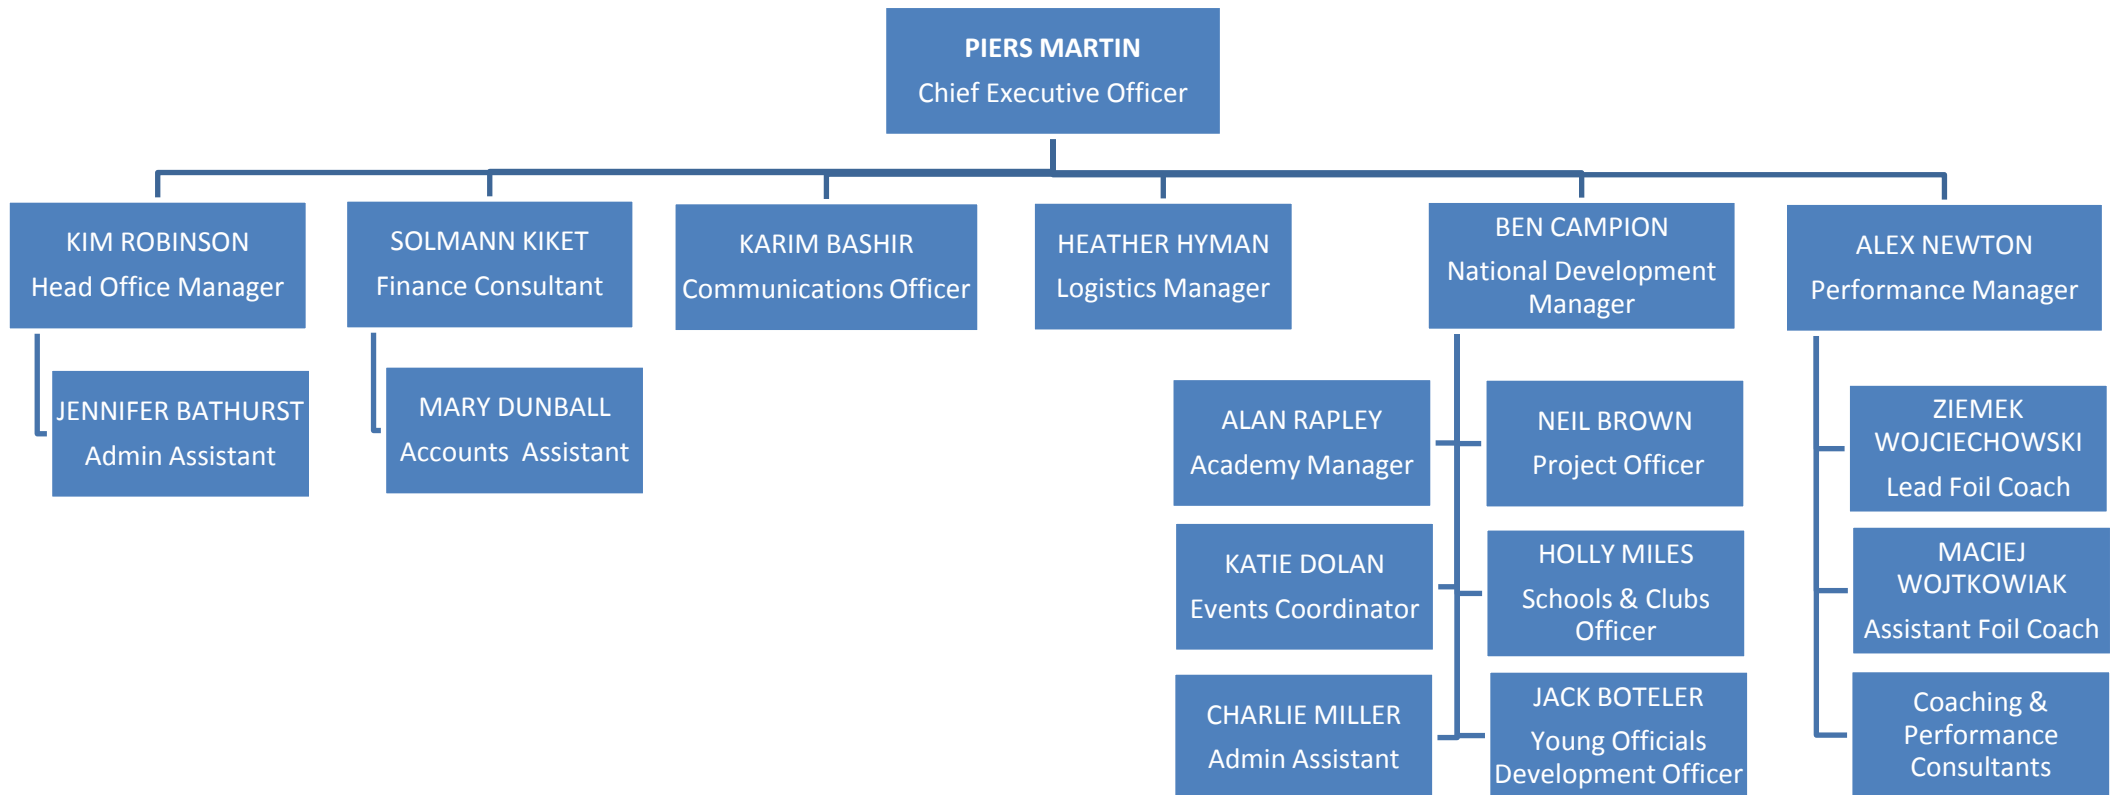 PIERS MARTIN
Chief Executive Officer
KIM ROBINSON
Head Office Manager
SOLMANN KIKET
Finance Consultant
KARIM BASHIR
Communications Officer
HEATHER HYMAN
Logistics Manager
BEN CAMPION
National Development
Manager
ALEX NEWTON
Performance Manager
JENNIFER BATHURST
Admin Assistant
MARY DUNBALL
Accounts  Assistant
ALAN RAPLEY
Academy Manager
NEIL BROWN
Project Officer
ZIEMEK
WOJCIECHOWSKI
Lead Foil Coach
KATIE DOLAN
Events Coordinator
HOLLY MILES
Schools & Clubs
Officer
MACIEJ
WOJTKOWIAK
Assistant Foil Coach
CHARLIE MILLER
Admin Assistant
JACK BOTELER
Young Officials
Development Officer
Coaching &
Performance
Consultants